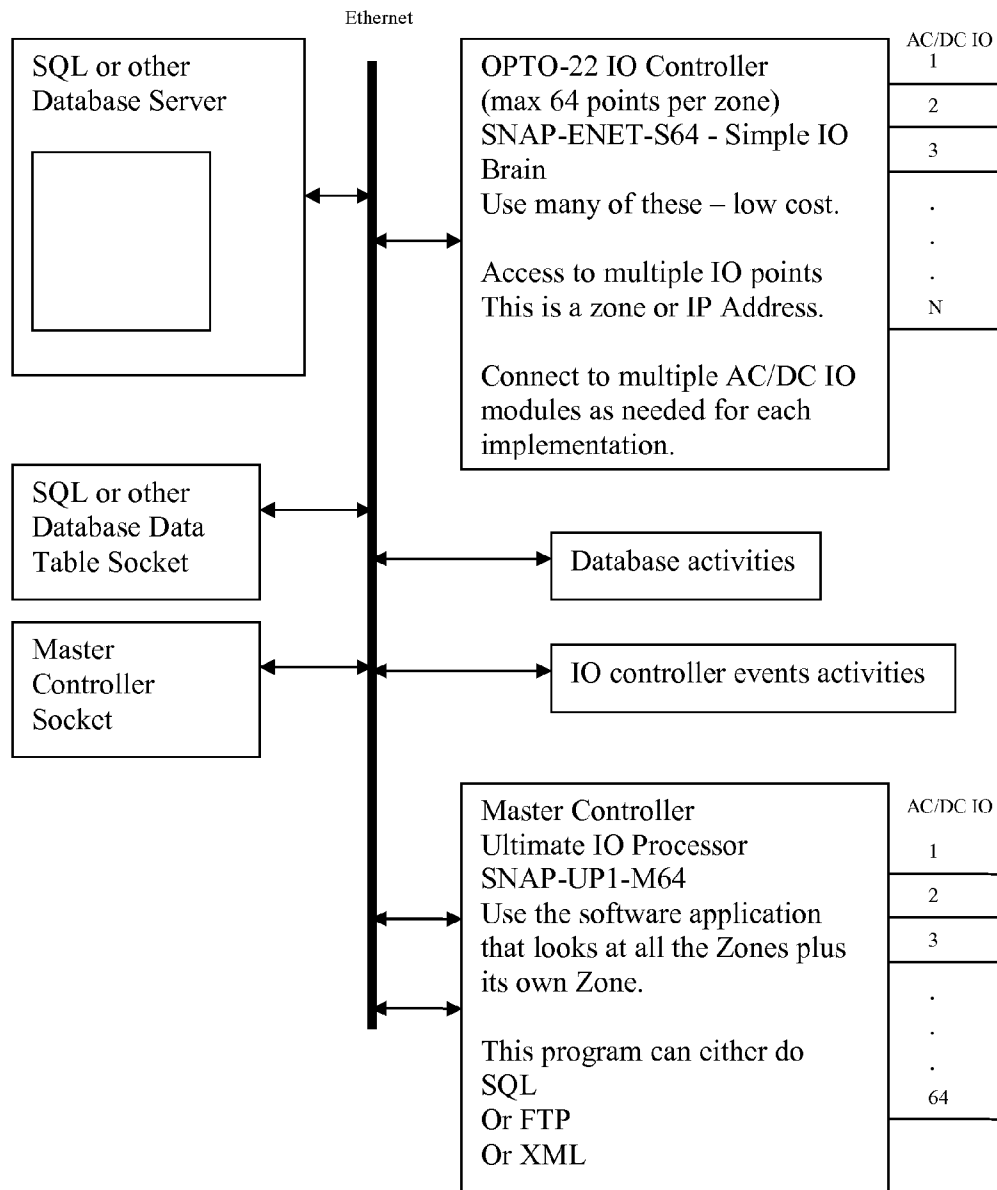 Ethernet
SQL or other
Database Server
OPTO-22 IO Controller
(max 64 points per zone)
SNAP-ENET-S64 - Simple IO
Brain
Use many of these – low cost.
Access to multiple IO points
This is a zone or IP Address.
Connect to multiple AC/DC IO
modules as needed for each
implementation.
AC/DC IO
1
2
3
.
.
.
N
SQL or other
Database Data
Table Socket
Database activities
Master
Controller
Socket
IO controller events activities
Master Controller
Ultimate IO Processor
SNAP-UP1-M64
Use the software application
that looks at all the Zones plus
its own Zone.
This program can either do
SQL
Or FTP
Or XML
AC/DC IO
1
2
3
.
.
.
64